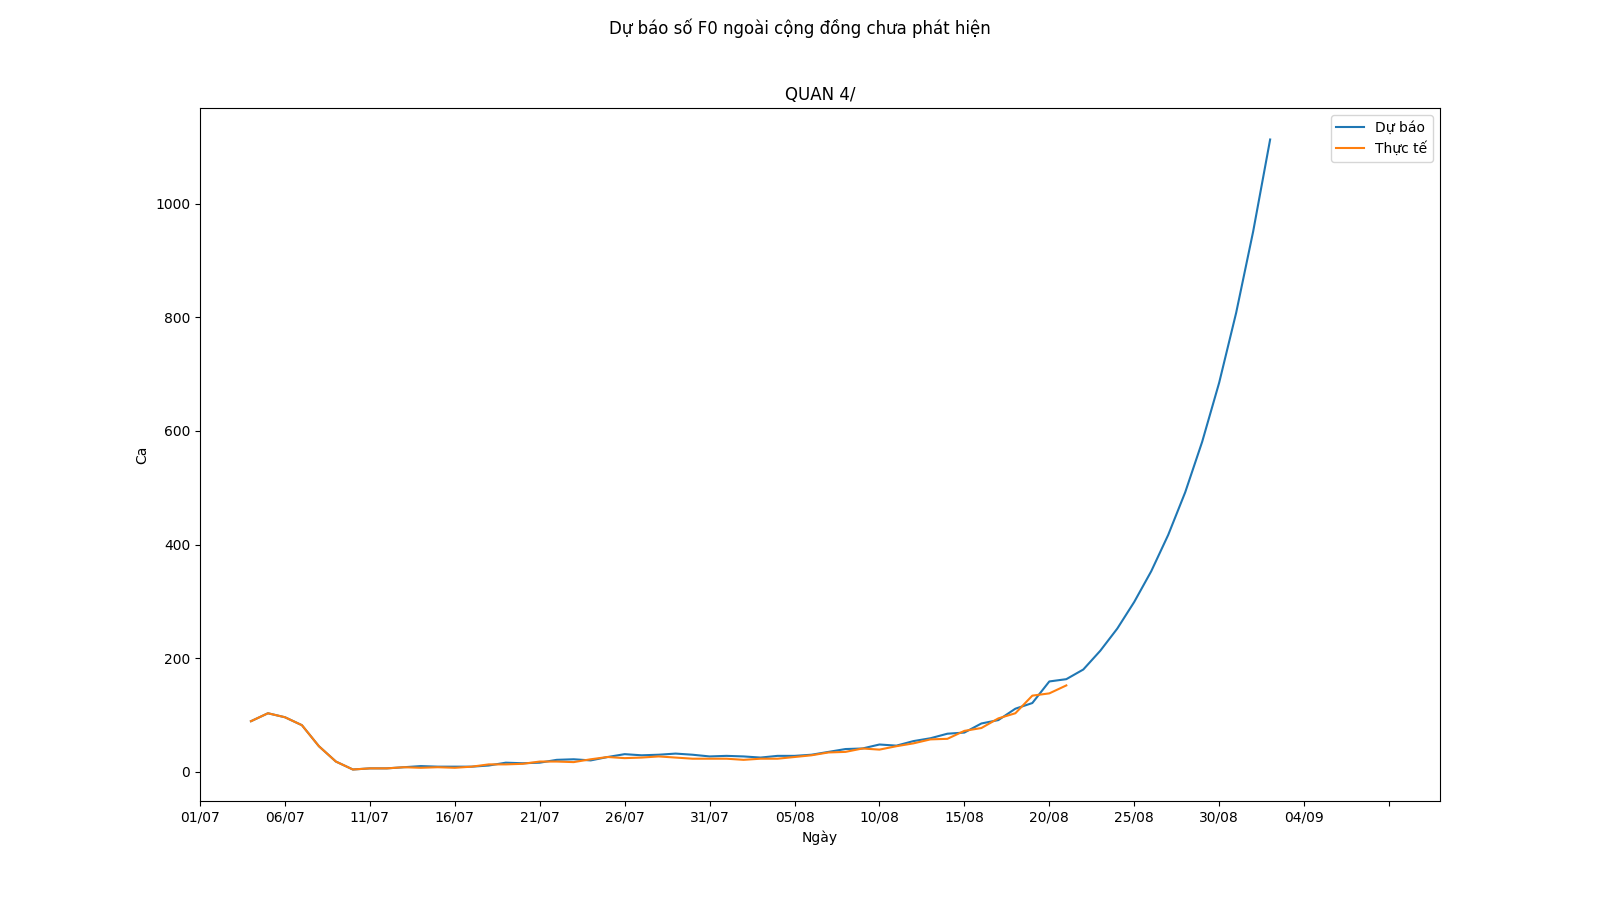 Dự báo số F0 ngoài cộng đồng chưa phát hiện
QUAN 4/
Dự báo
Thực tế
1000
800
600
400
200
0
Ca
01/07 06/07 11/07 16/07 21/07 26/07 31/07 05/08 10/08 15/08 20/08 25/08 30/08 04/09
Ngày